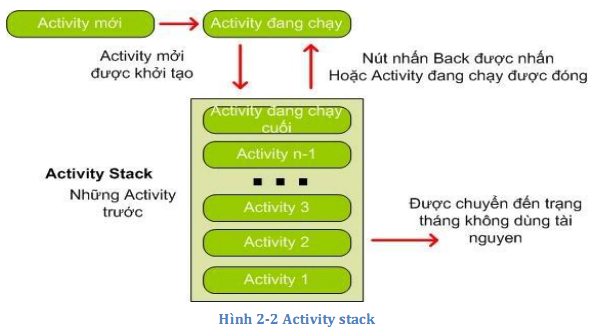 Activity mới
Activity đang chạy
Activity mởi
được khởi tạo
Nút nhấn Back được nhấn
Hoặc Activity đang chạy được đóng
Activity đang chạy
cuối
Activity n-1
Activity Stack
Những Activity
trước
Activity 3
Activity 2
Activity 1
Được chuyển đến trạng
tháng không dùng tài
nguyen
Hình 2-2 Activity stack